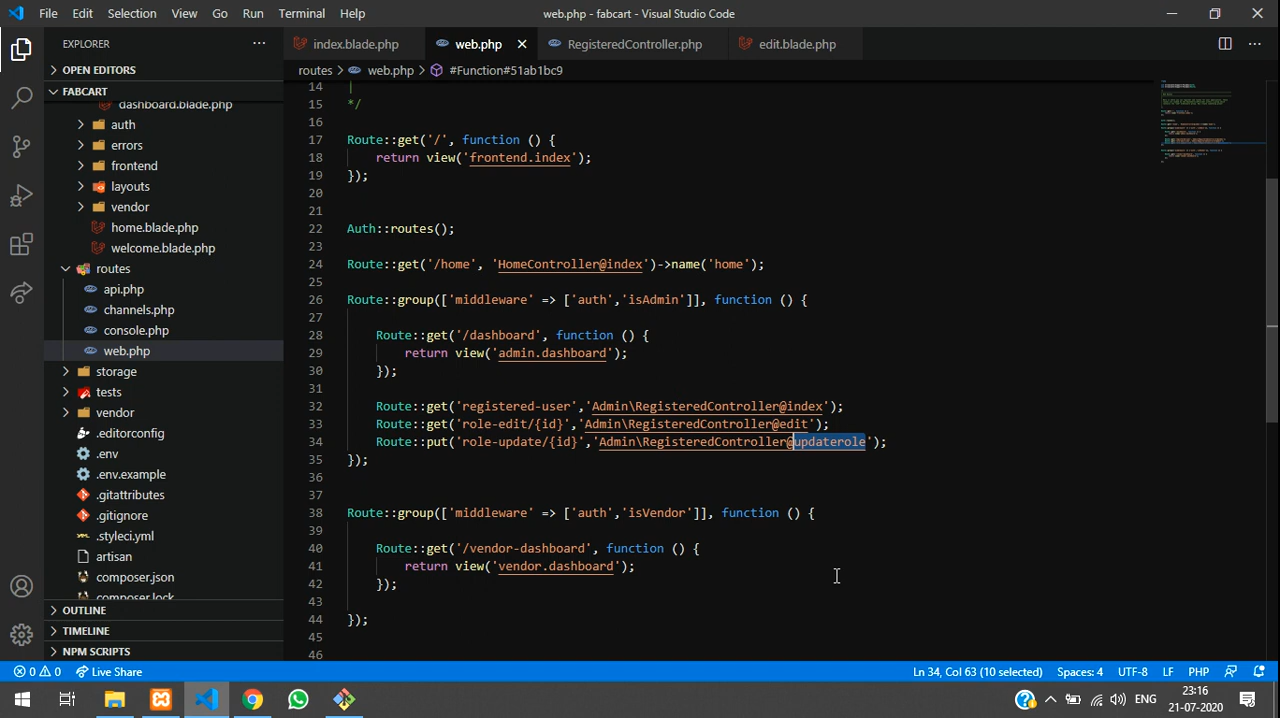 File Edit Selection View Go Run Terminal Help web.php - fabcart - Visual Studio Code
EXPLORER
index.blade.php web.php RegisteredController.php edit.blade.php
OPEN EDITORS
routes > web.php > #Function#51ab1bc9
FABCART
dashboard.blade.php
auth
errors
frontend
layouts
vendor
home.blade.php
welcome.blade.php
routes
api.php
channels.php
console.php
web.php
storage
tests
vendor
.editorconfig
.env
.env.example
.gitattributes
.gitignore
.styleci.yml
artisan
composer.json
composer.lock
OUTLINE
TIMELINE
NPM SCRIPTS
14 |
15 */
16
17 Route::get('/', function () {
18 return view('frontend.index');
19 });
20
21
22 Auth::routes();
23
24 Route::get('/home', 'HomeController@index')->name('home');
25
26 Route::group(['middleware' => ['auth','isAdmin']], function () {
27
28 Route::get('/dashboard', function () {
29 return view('admin.dashboard');
30 });
31
32 Route::get('registered-user','Admin\RegisteredController@index');
33 Route::get('role-edit/{id}','Admin\RegisteredController@edit');
34 Route::put('role-update/{id}','Admin\RegisteredController@updaterole');
35 });
36
37
38 Route::group(['middleware' => ['auth','isVendor']], function () {
39
40 Route::get('/vendor-dashboard', function () {
41 return view('vendor.dashboard');
42 });
43
44 });
45
46
0 0 Live Share Ln 34, Col 63 (10 selected) Spaces: 4 UTF-8 LF PHP
ENG 23:16
21-07-2020